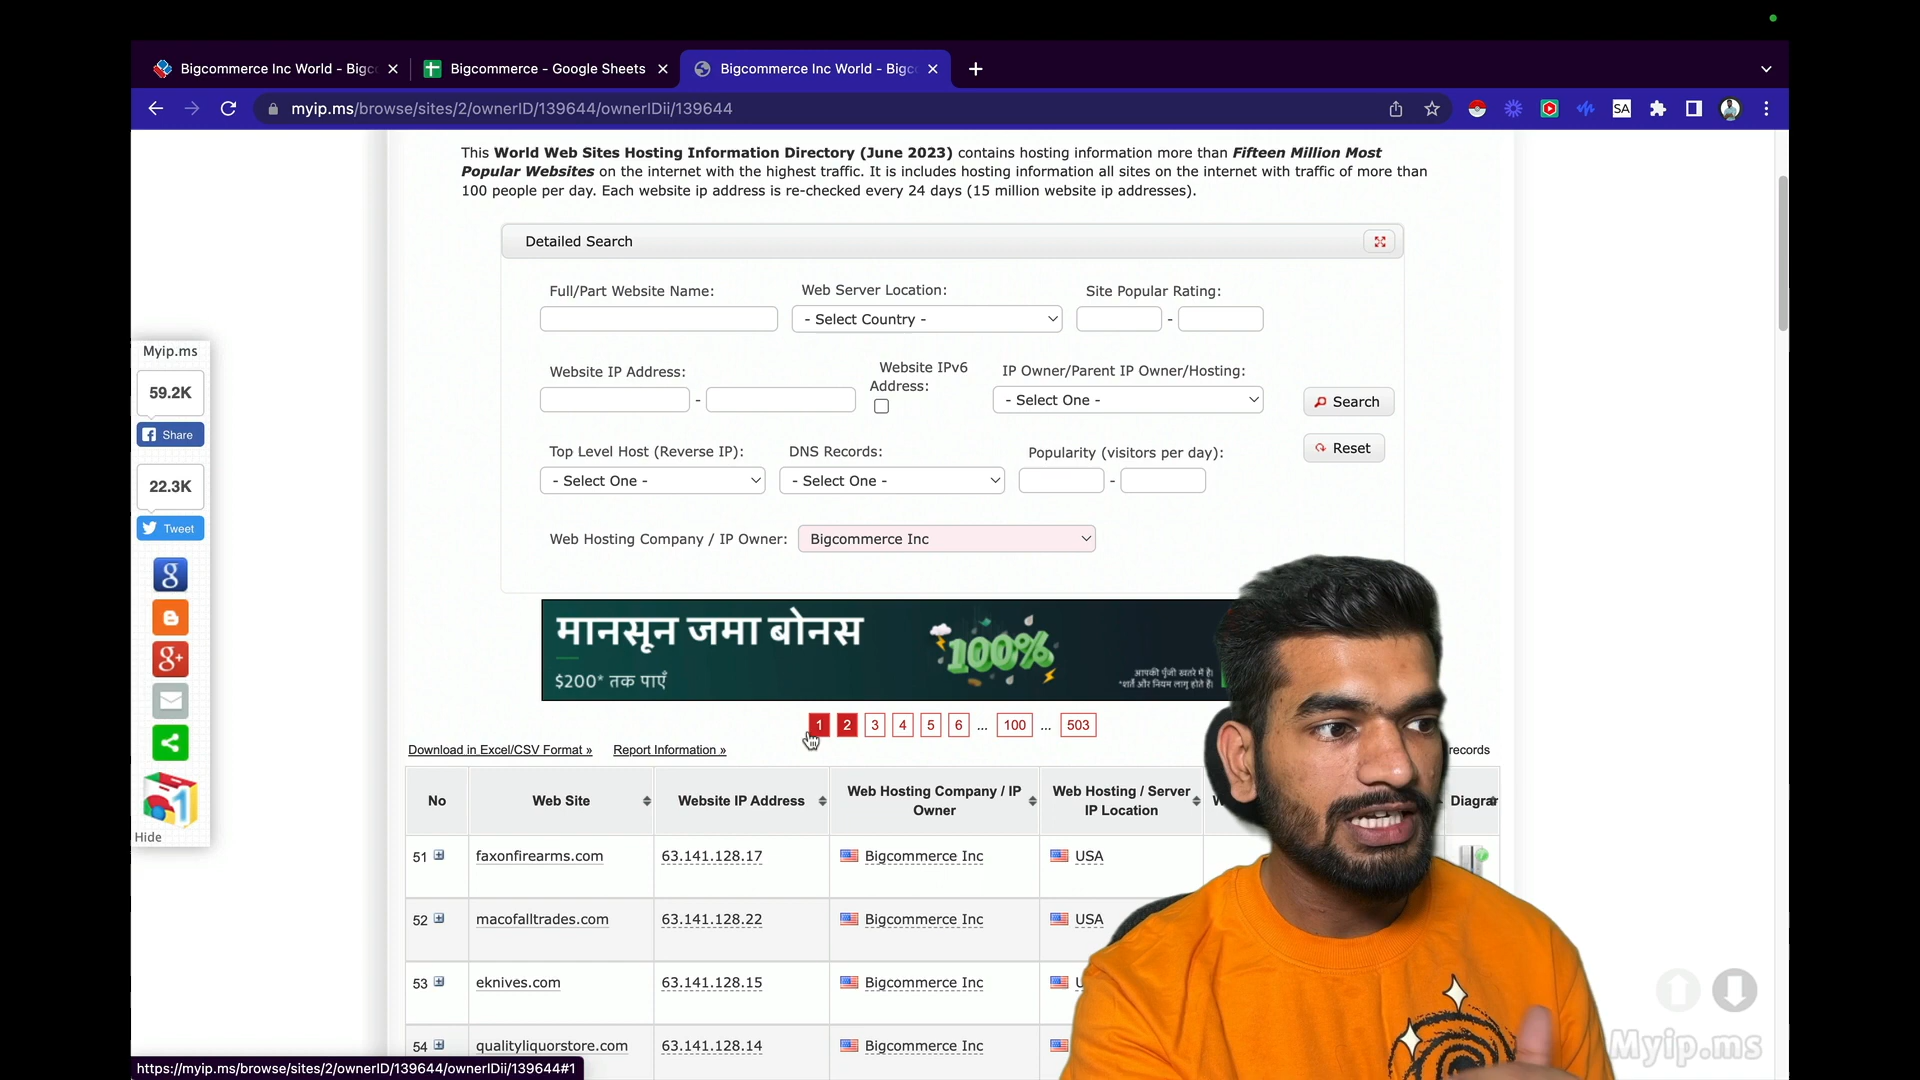 Bigcommerce Inc World - Bigc
Bigcommerce - Google Sheets
Bigcommerce Inc World - Bigc
myip.ms/browse/sites/2/ownerID/139644/ownerIDii/139644
SA
This World Web Sites Hosting Information Directory (June 2023) contains hosting information more than Fifteen Million Most
Popular Websites on the internet with the highest traffic. It is includes hosting information all sites on the internet with traffic of more than
100 people per day. Each website ip address is re-checked every 24 days (15 million website ip addresses).
Detailed Search
Full/Part Website Name:
Web Server Location:
Site Popular Rating:
- Select Country -
-
Website IP Address:
Website IPv6
Address:
IP Owner/Parent IP Owner/Hosting:
-
- Select One -
Search
Top Level Host (Reverse IP):
DNS Records:
Popularity (visitors per day):
Reset
- Select One -
- Select One -
-
Web Hosting Company / IP Owner:
Bigcommerce Inc
Myip.ms
59.2K
Share
22.3K
Tweet
g
g+
1
Hide
मानसून जमा बोनस
$200* तक पाएँ
100%
आपकी पूँजी खतरे में है।
*शर्तें और नियम लागू होते हैं।
1 2 3 4 5 6 ... 100 ... 503
Download in Excel/CSV Format »
Report Information »
records
No
Web Site
Website IP Address
Web Hosting Company / IP
Owner
Web Hosting / Server
IP Location
W
Diagrar
51 faxonfirearms.com 63.141.128.17 Bigcommerce Inc USA
52 macofalltrades.com 63.141.128.22 Bigcommerce Inc USA
53 eknives.com 63.141.128.15 Bigcommerce Inc U
54 qualityliquorstore.com 63.141.128.14 Bigcommerce Inc
https://myip.ms/browse/sites/2/ownerID/139644/ownerIDii/139644#1
Myip.ms